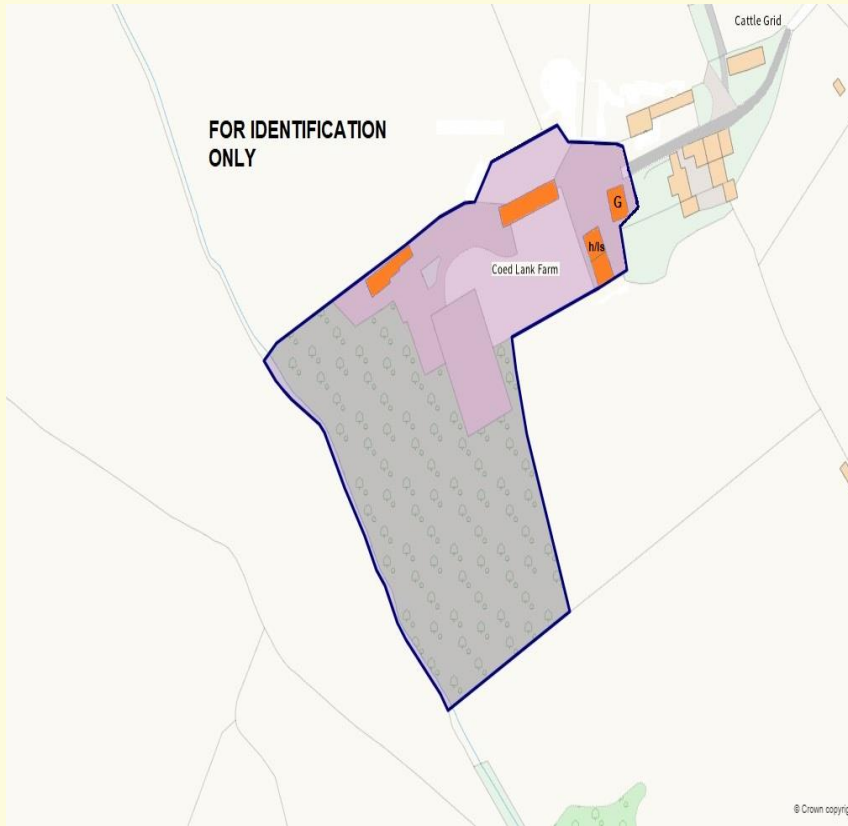 Cattle Grid
FOR IDENTIFICATION
ONLY
G
h/ls
Coed Lank Farm
© Crown copyrig